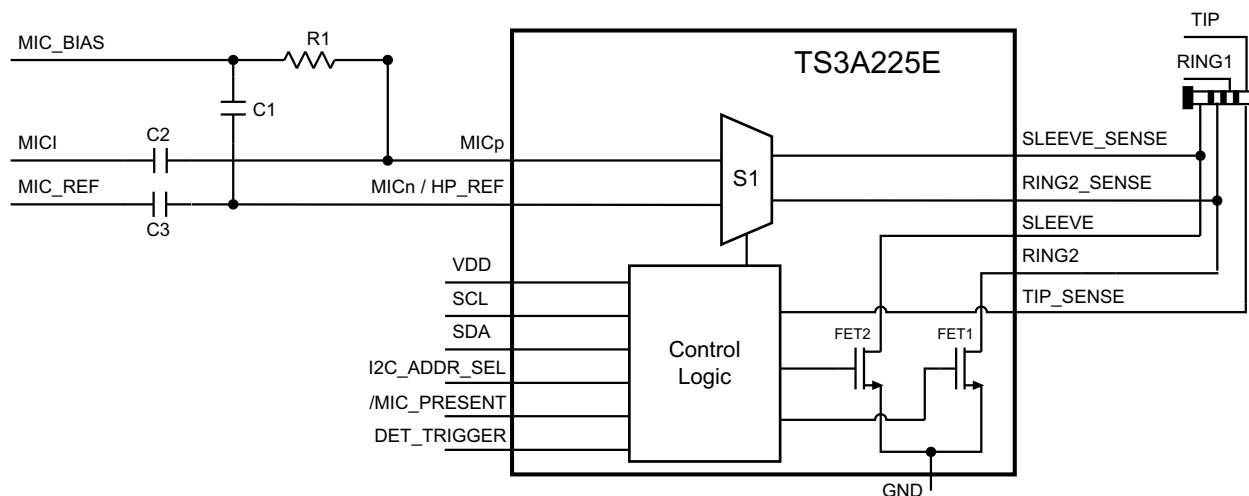 TIP
MIC_BIAS
R1
TS3A225E
RING1
C1
C2
MICI
MICp
SLEEVE_SENSE
S1
MIC_REF
MICn / HP_REF
RING2_SENSE
C3
SLEEVE
VDD
RING2
SCL
TIP_SENSE
SDA
FET2
FET1
Control
Logic
I2C_ADDR_SEL
/MIC_PRESENT
DET_TRIGGER
GND